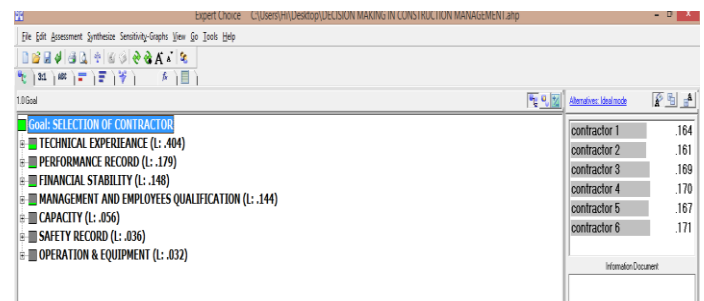 Expert Choice C:\Users\Hi\Desktop\DECISION MAKING IN CONSTRUCTION MANAGEMENT.ahp
File Edit Assessment Synthesize Sensitivity-Graphs View Go Tools Help
3:1 ABC
1.0 Goal
Alternatives: Ideal mode
Goal: SELECTION OF CONTRACTOR
TECHNICAL EXPERIEANCE (L: .404)
PERFORMANCE RECORD (L: .179)
FINANCIAL STABILITY (L: .148)
MANAGEMENT AND EMPLOYEES QUALIFICATION (L: .144)
CAPACITY (L: .056)
SAFETY RECORD (L: .036)
OPERATION & EQUIPMENT (L: .032)
contractor 1 .164
contractor 2 .161
contractor 3 .169
contractor 4 .170
contractor 5 .167
contractor 6 .171
Information Document